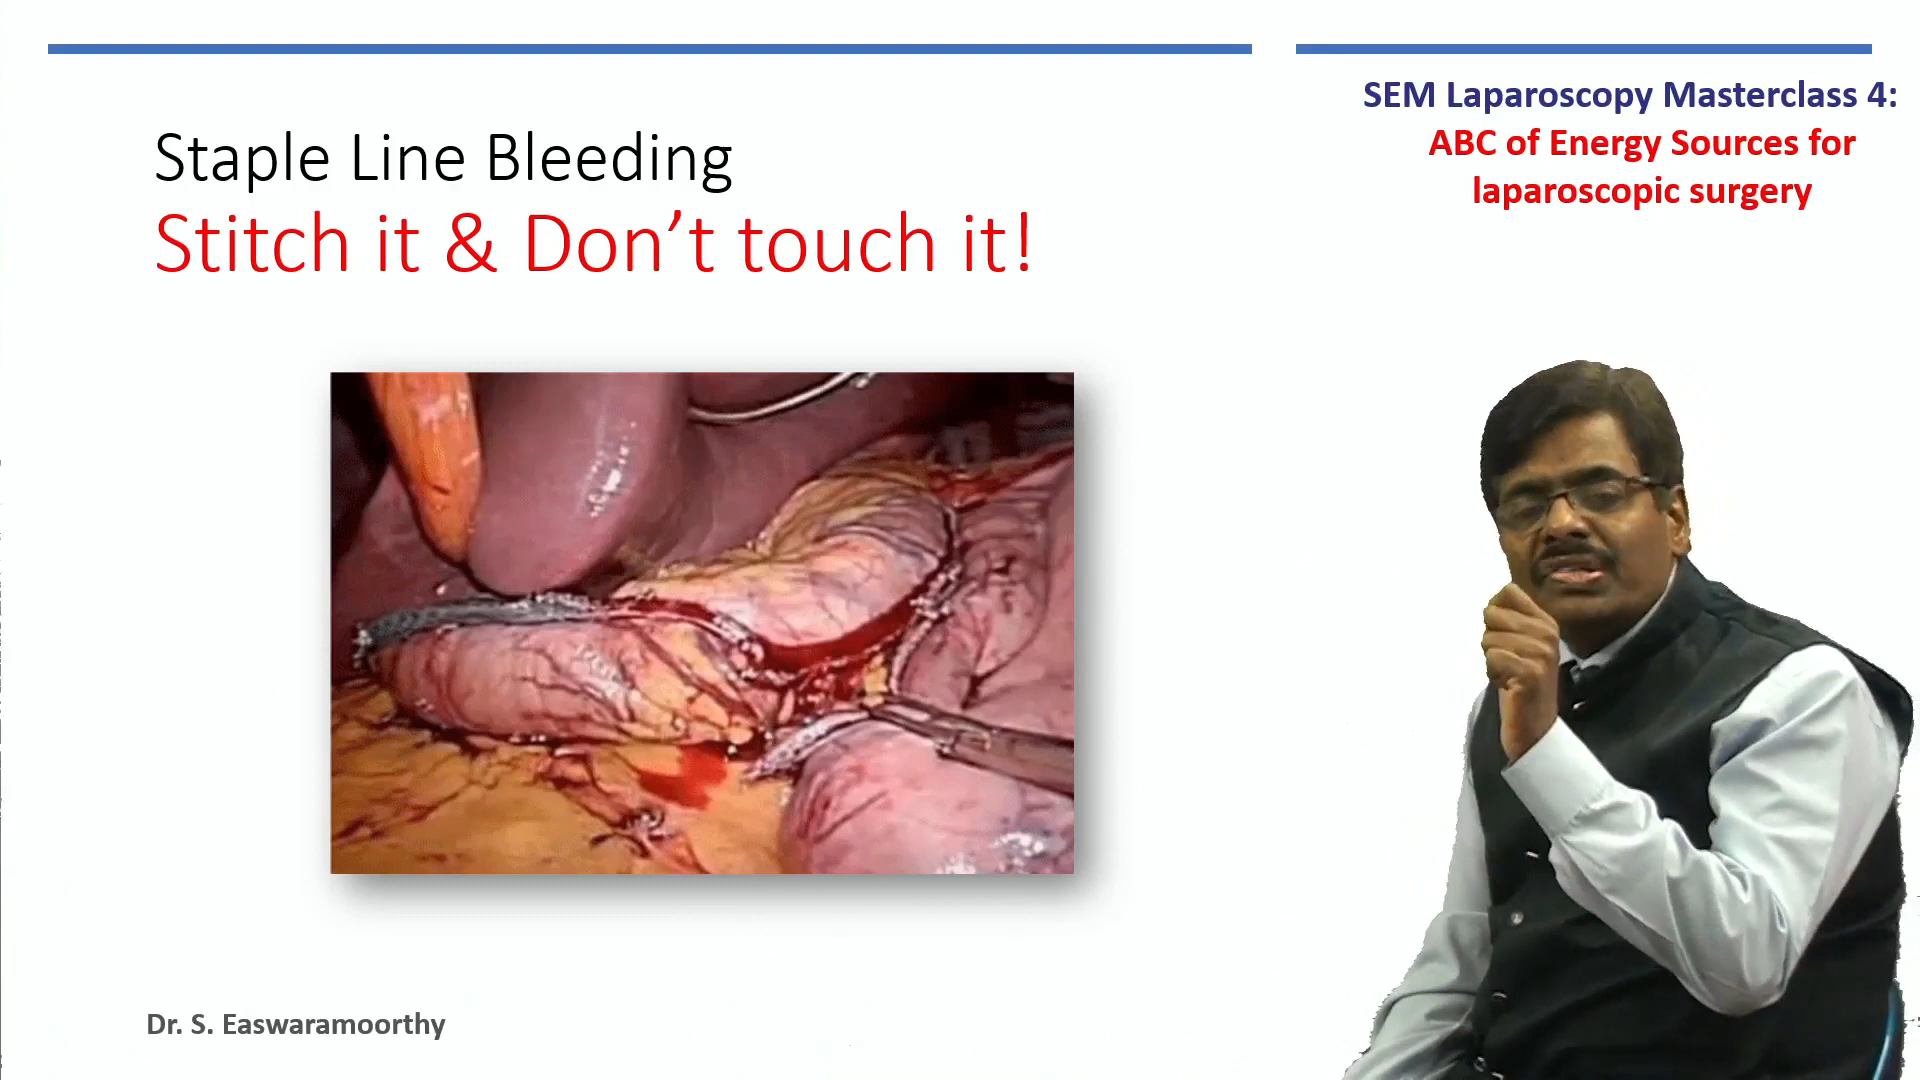 SEM Laparoscopy Masterclass 4:
ABC of Energy Sources for
laparoscopic surgery
Staple Line Bleeding
Stitch it & Don’t touch it!
Dr. S. Easwaramoorthy